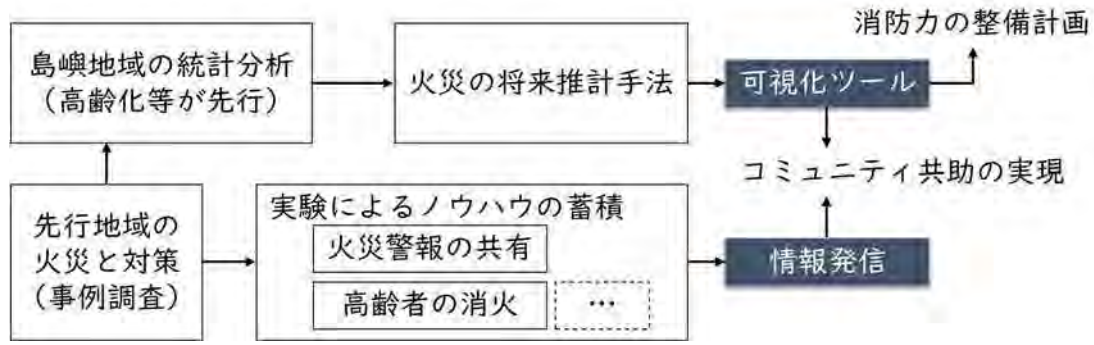 消防力の整備計画
島嶼地域の統計分析
（高齢化等が先行）
火災の将来推計手法
可視化ツール
コミュニティ共助の実現
先行地域の
火災と対策
（事例調査）
実験によるノウハウの蓄積
火災警報の共有
高齢者の消火
…
情報発信